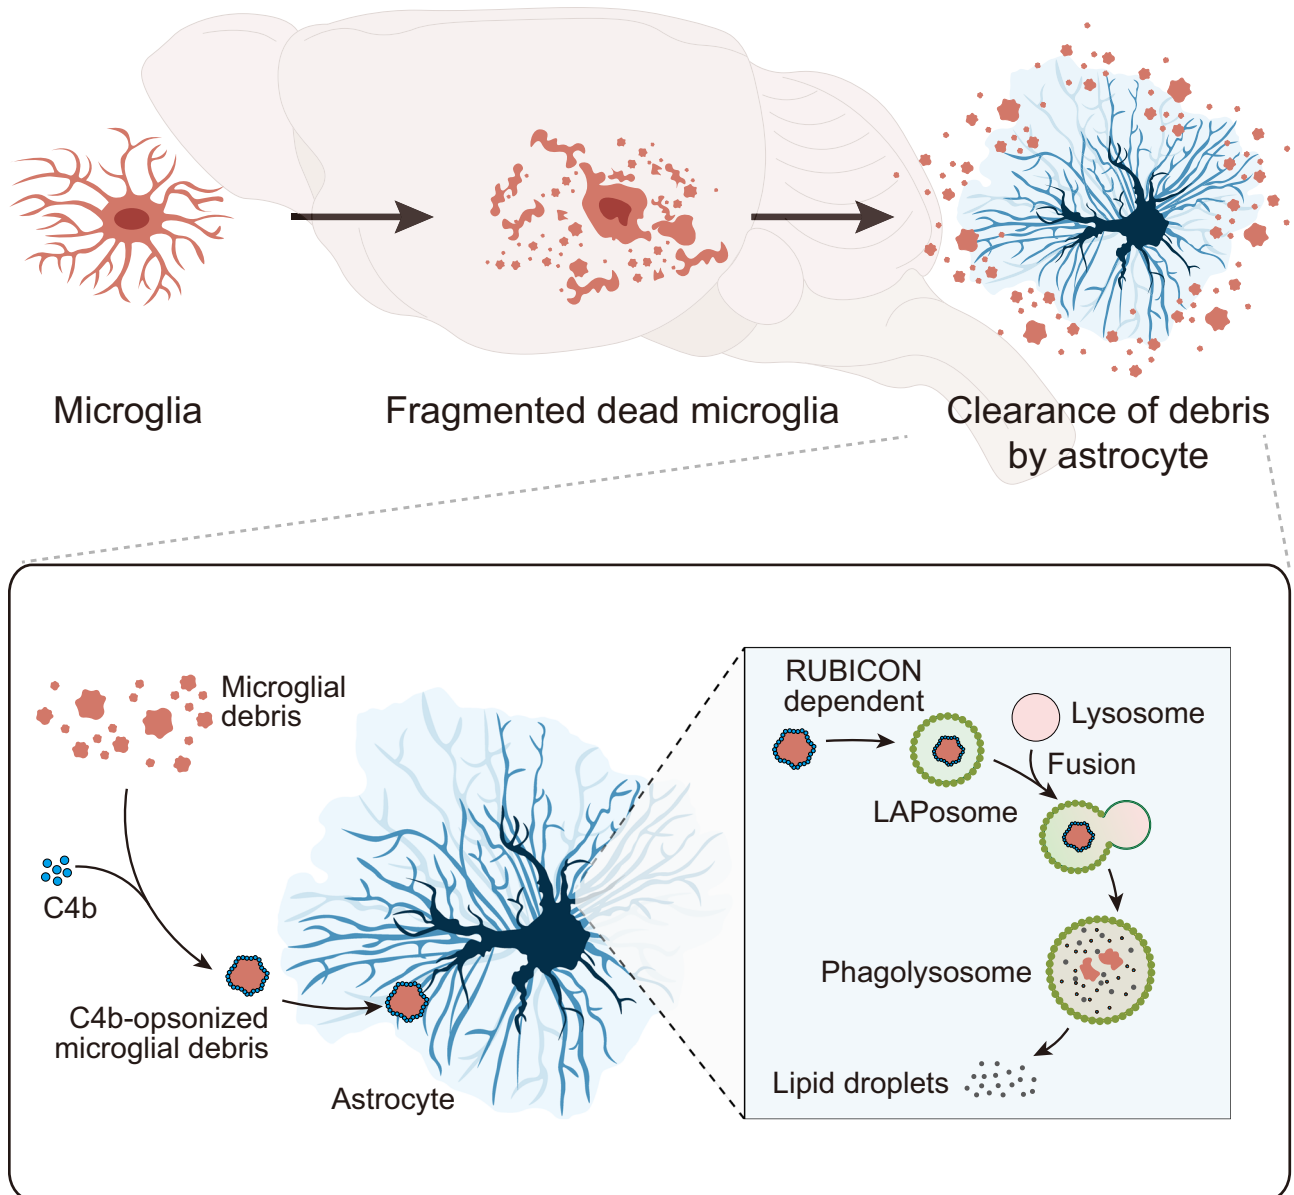 Microglia
Fragmented dead microglia
Clearance of debris
by astrocyte
Microglial
debris
C4b
C4b-opsonized
microglial debris
Astrocyte
RUBICON
dependent
Lysosome
Fusion
LAPosome
Phagolysosome
Lipid droplets